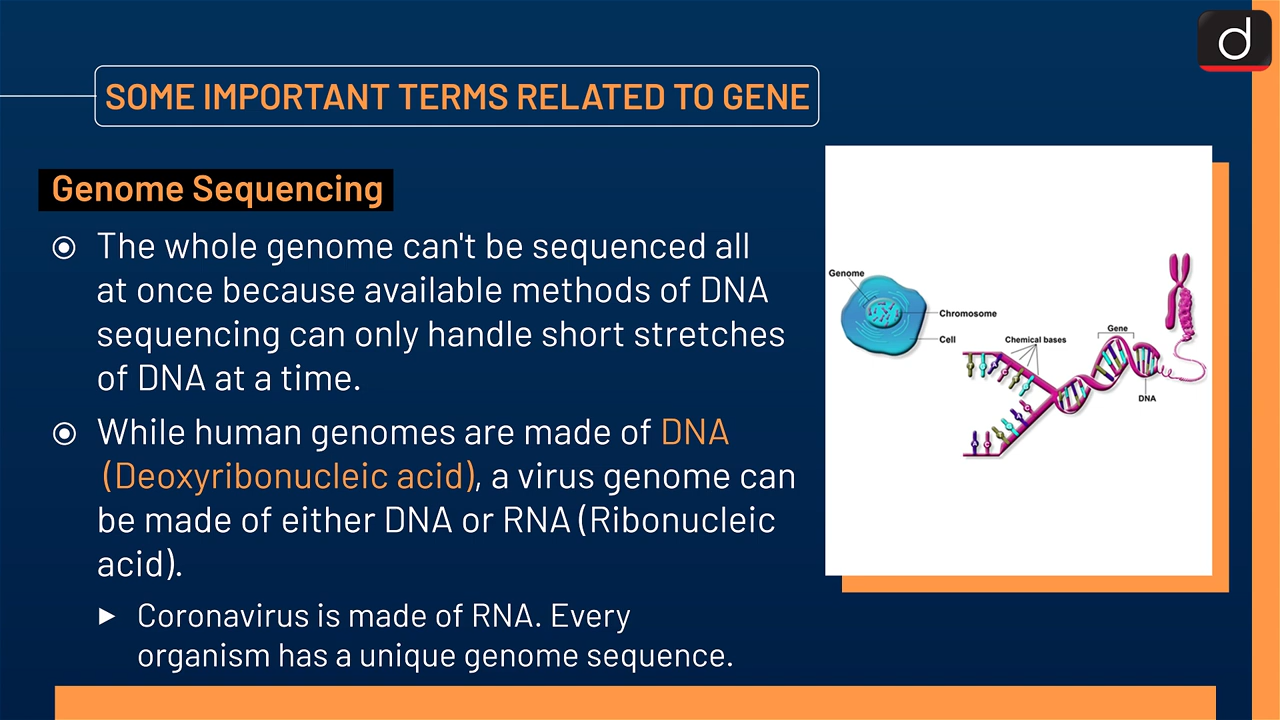 d
SOME IMPORTANT TERMS RELATED TO GENE
Genome Sequencing
The whole genome can't be sequenced all
at once because available methods of DNA
sequencing can only handle short stretches
of DNA at a time.
While human genomes are made of DNA
(Deoxyribonucleic acid), a virus genome can
be made of either DNA or RNA (Ribonucleic
acid).
Coronavirus is made of RNA. Every
organism has a unique genome sequence.
Genome
Chromosome
Cell
Chemical bases
Gene
DNA